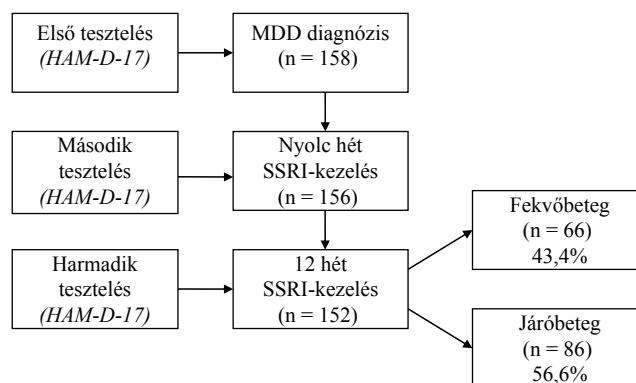 Első tesztelés
(HAM-D-17)
MDD diagnózis
(n = 158)
Második
tesztelés
(HAM-D-17)
Nyolc hét
SSRI-kezelés
(n = 156)
Harmadik
tesztelés
(HAM-D-17)
12 hét
SSRI-kezelés
(n = 152)
Fekvőbeteg
(n = 66)
43,4%
Járóbeteg
(n = 86)
56,6%